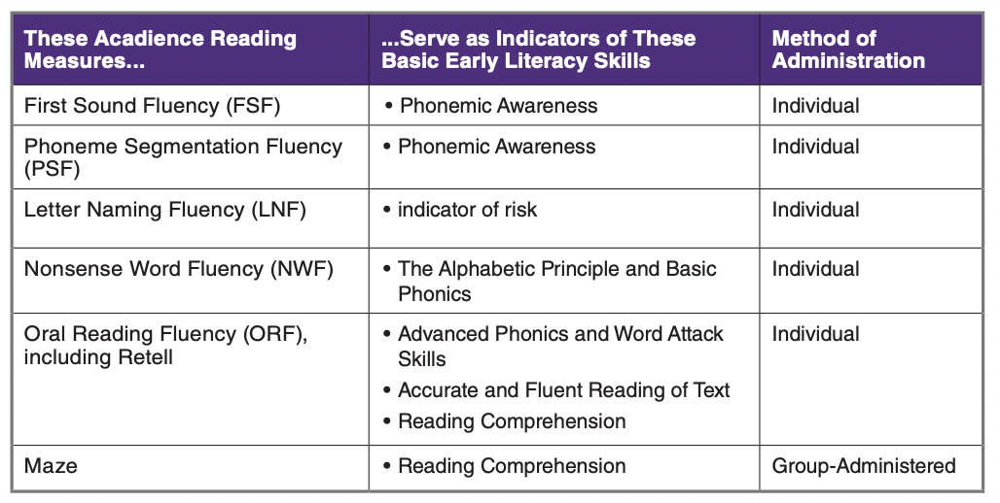 These Acadience Reading
Measures...
...Serve as Indicators of These
Basic Early Literacy Skills
Method of
Administration
First Sound Fluency (FSF)
• Phonemic Awareness
Individual
Phoneme Segmentation Fluency
(PSF)
• Phonemic Awareness
Individual
Letter Naming Fluency (LNF)
• indicator of risk
Individual
Nonsense Word Fluency (NWF)
• The Alphabetic Principle and Basic
Phonics
Individual
Oral Reading Fluency (ORF),
including Retell
• Advanced Phonics and Word Attack
Skills
• Accurate and Fluent Reading of Text
• Reading Comprehension
Individual
Maze
• Reading Comprehension
Group-Administered